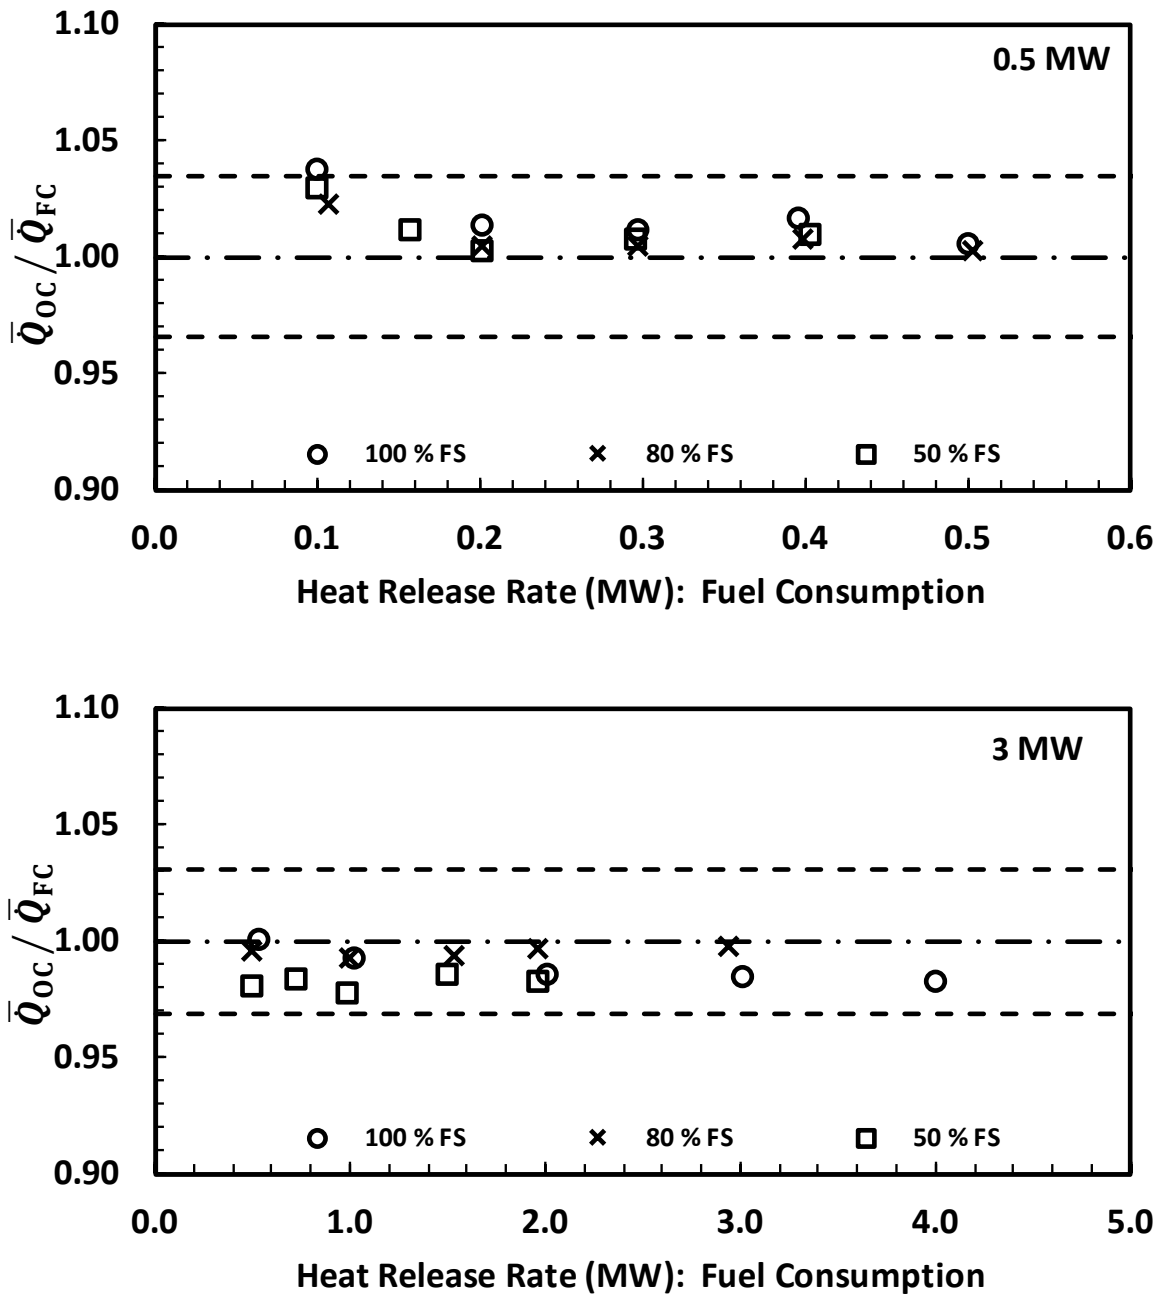 1.10
0.5 MW
1.05
1.00
0.95
0.90
Q̇̅OC / Q̇̅FC
100 % FS 80 % FS 50 % FS
0.0 0.1 0.2 0.3 0.4 0.5 0.6
Heat Release Rate (MW): Fuel Consumption
1.10
3 MW
1.05
1.00
0.95
0.90
Q̇̅OC / Q̇̅FC
100 % FS 80 % FS 50 % FS
0.0 1.0 2.0 3.0 4.0 5.0
Heat Release Rate (MW): Fuel Consumption